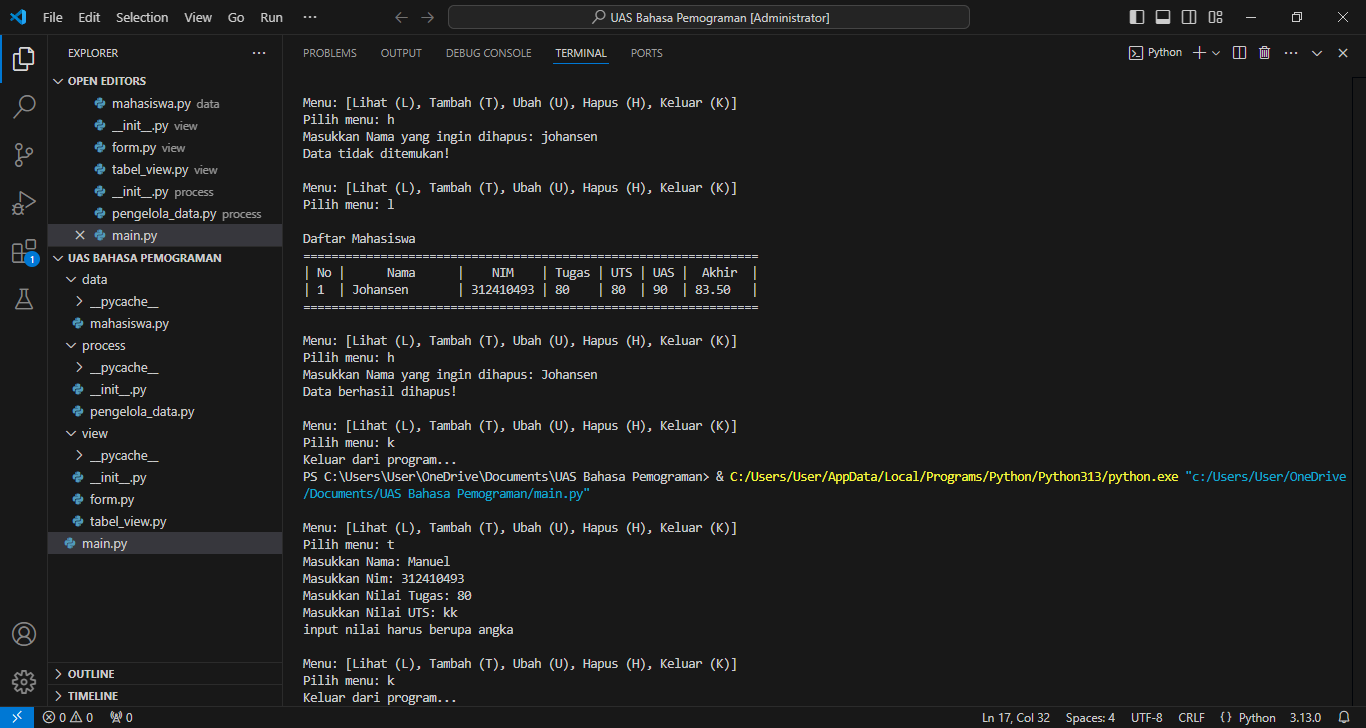 File Edit Selection View Go Run ··· UAS Bahasa Pemograman [Administrator]
EXPLORER ···
OPEN EDITORS
mahasiswa.py data
__init__.py view
form.py view
tabel_view.py view
__init__.py process
pengelola_data.py process
main.py
UAS BAHASA PEMOGRAMAN
data
__pycache__
mahasiswa.py
process
__pycache__
__init__.py
pengelola_data.py
view
__pycache__
__init__.py
form.py
tabel_view.py
main.py
OUTLINE
TIMELINE
1
PROBLEMS OUTPUT DEBUG CONSOLE TERMINAL PORTS Python
Menu: [Lihat (L), Tambah (T), Ubah (U), Hapus (H), Keluar (K)]
Pilih menu: h
Masukkan Nama yang ingin dihapus: johansen
Data tidak ditemukan!
Menu: [Lihat (L), Tambah (T), Ubah (U), Hapus (H), Keluar (K)]
Pilih menu: l
Daftar Mahasiswa
=================================================================
| No |      Nama      |    NIM    | Tugas | UTS | UAS |  Akhir  |
| 1  | Johansen       | 312410493 | 80    | 80  | 90  | 83.50   |
=================================================================
Menu: [Lihat (L), Tambah (T), Ubah (U), Hapus (H), Keluar (K)]
Pilih menu: h
Masukkan Nama yang ingin dihapus: Johansen
Data berhasil dihapus!
Menu: [Lihat (L), Tambah (T), Ubah (U), Hapus (H), Keluar (K)]
Pilih menu: k
Keluar dari program...
PS C:\Users\User\OneDrive\Documents\UAS Bahasa Pemograman> & C:/Users/User/AppData/Local/Programs/Python/Python313/python.exe "c:/Users/User/OneDrive
/Documents/UAS Bahasa Pemograman/main.py"
Menu: [Lihat (L), Tambah (T), Ubah (U), Hapus (H), Keluar (K)]
Pilih menu: t
Masukkan Nama: Manuel
Masukkan Nim: 312410493
Masukkan Nilai Tugas: 80
Masukkan Nilai UTS: kk
input nilai harus berupa angka
Menu: [Lihat (L), Tambah (T), Ubah (U), Hapus (H), Keluar (K)]
Pilih menu: k
Keluar dari program...
0 0 0 Ln 17, Col 32 Spaces: 4 UTF-8 CRLF {} Python 3.13.0